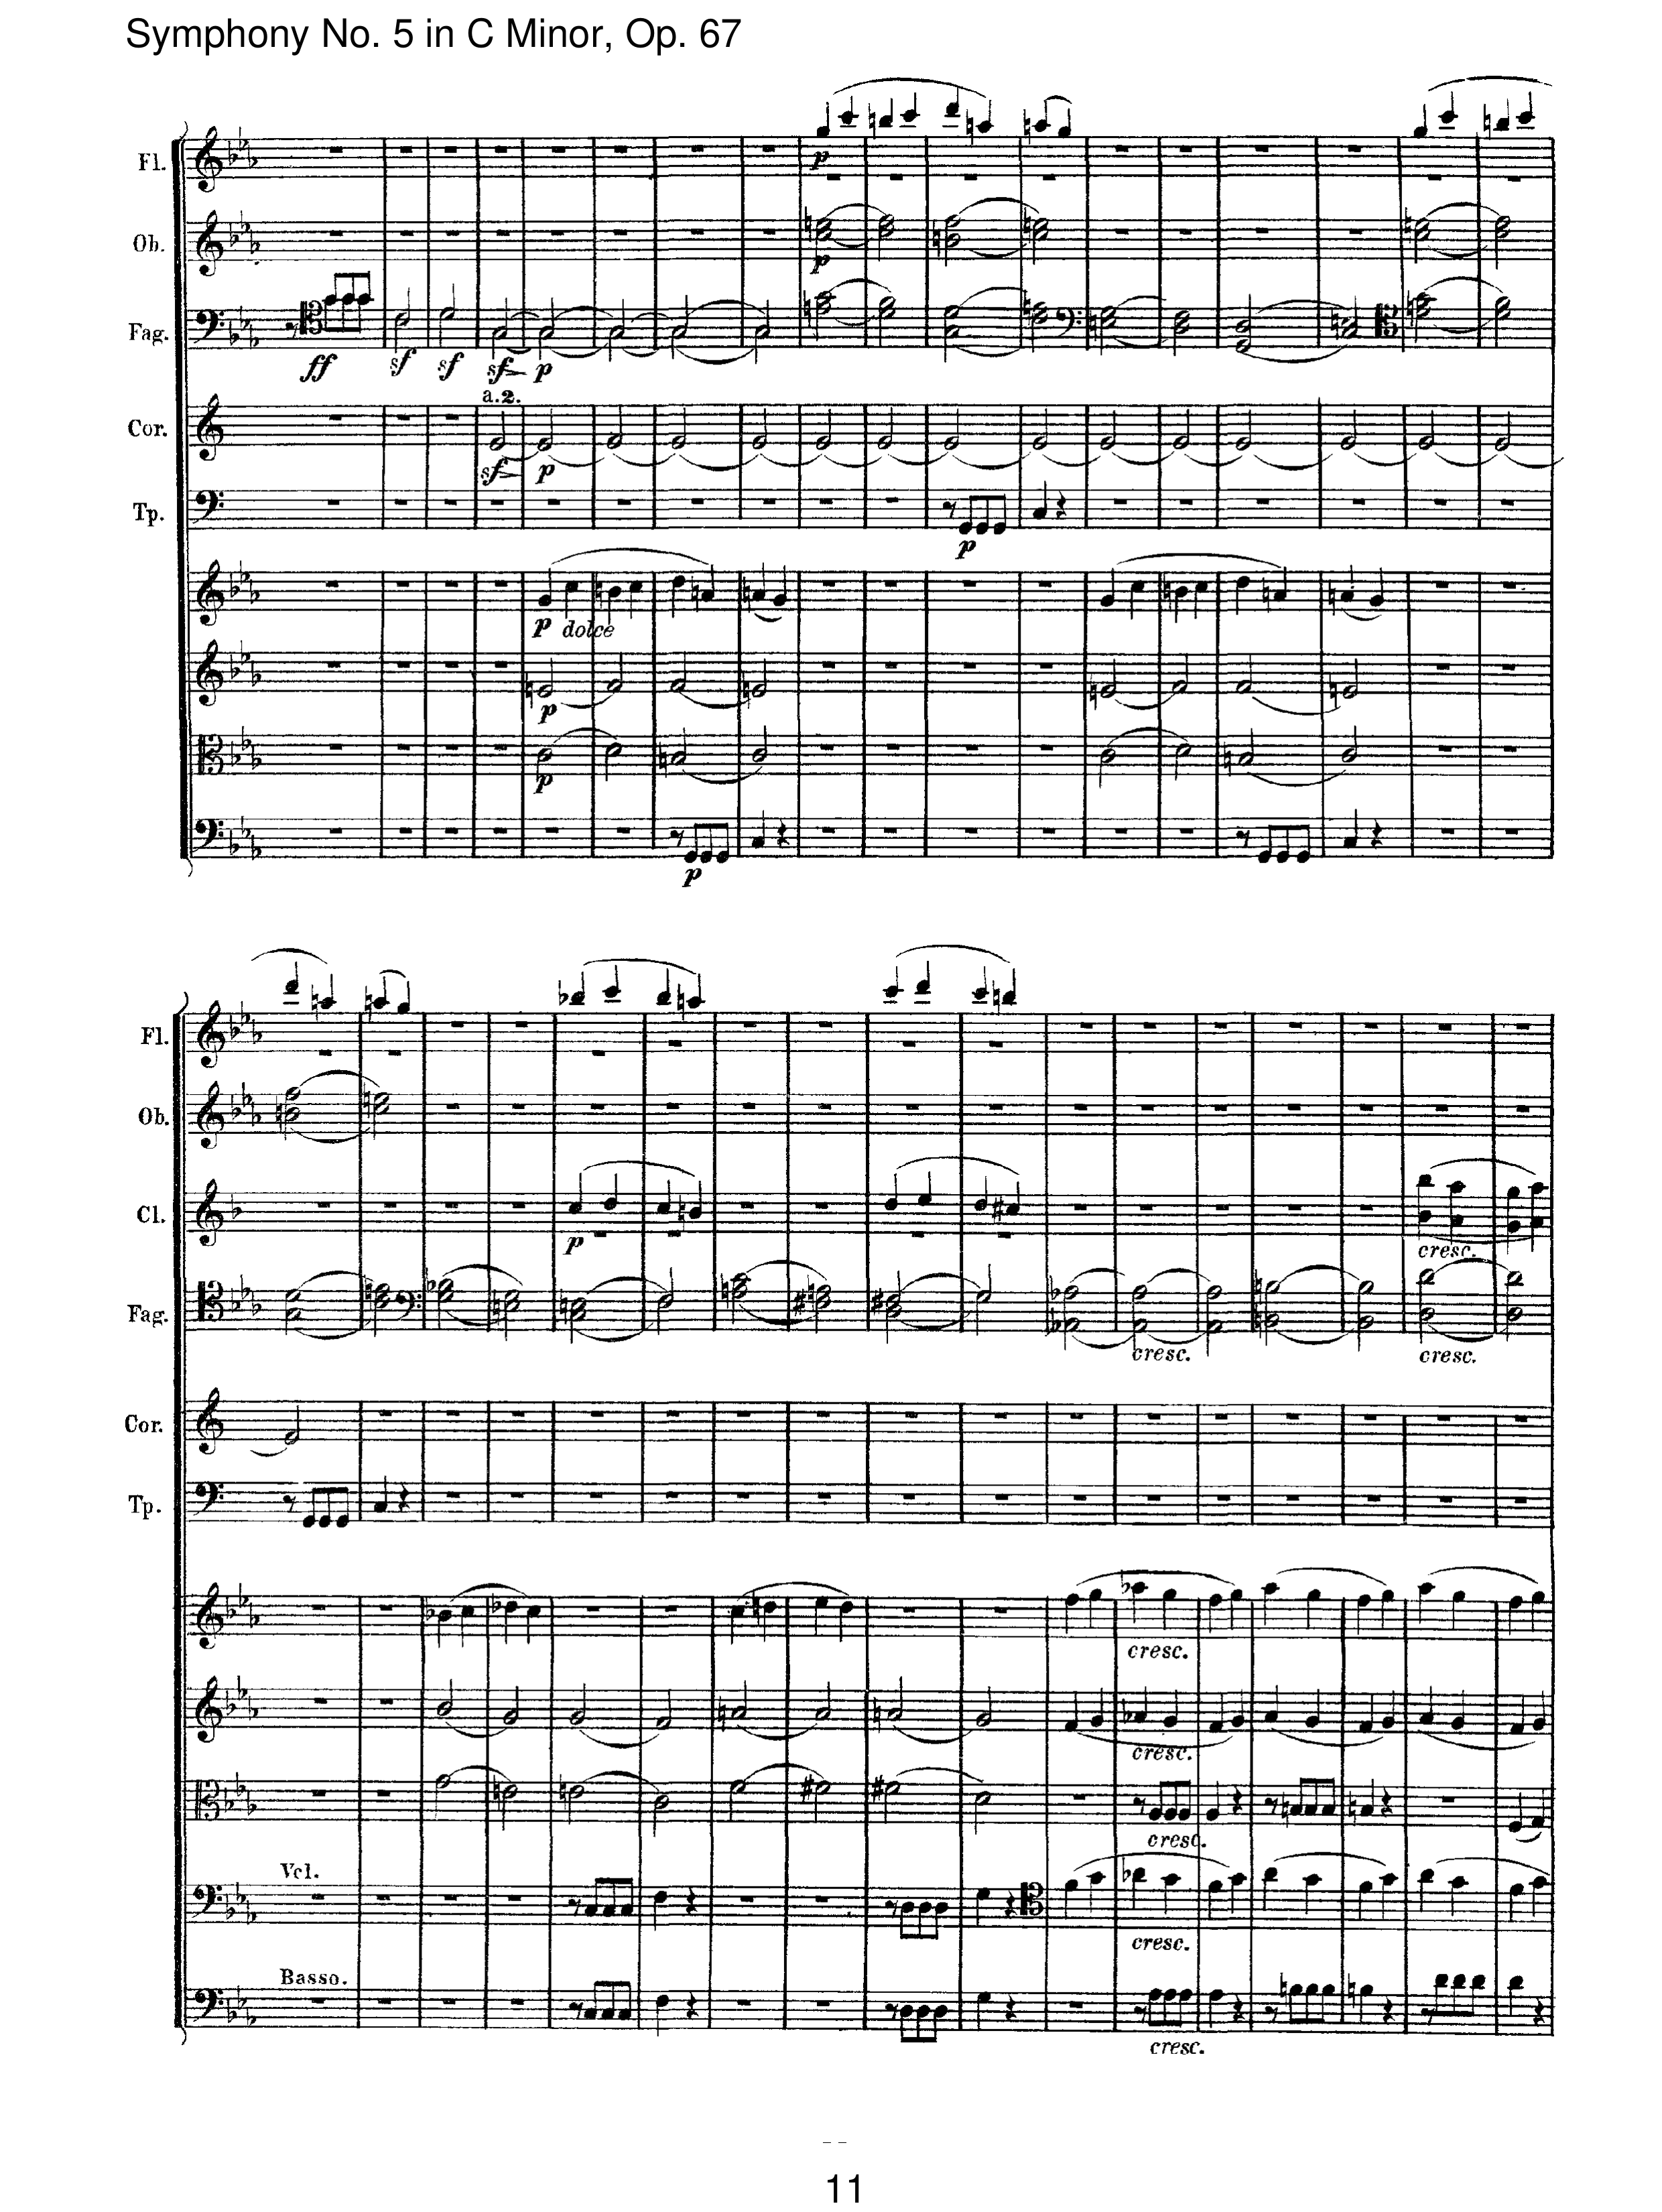 Symphony No. 5 in C Minor, Op. 67
Fl.
p
Ob.
p
Fag.
ff sf sf sf p
a.2.
Cor.
sf p
Tp.
p
p dolce
p
p
p
Fl.
Ob.
Cl.
p cresc.
Fag.
cresc. cresc.
Cor.
Tp.
cresc.
cresc.
cresc.
Vcl.
cresc.
Basso.
cresc.
11